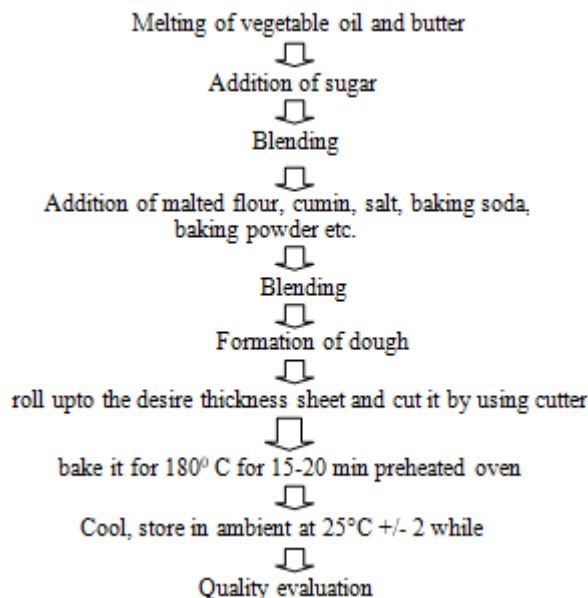 Melting of vegetable oil and butter
Addition of sugar
Blending
Addition of malted flour, cumin, salt, baking soda,
baking powder etc.
Blending
Formation of dough
roll upto the desire thickness sheet and cut it by using cutter
bake it for 180⁰ C for 15-20 min preheated oven
Cool, store in ambient at 25°C +/- 2 while
Quality evaluation